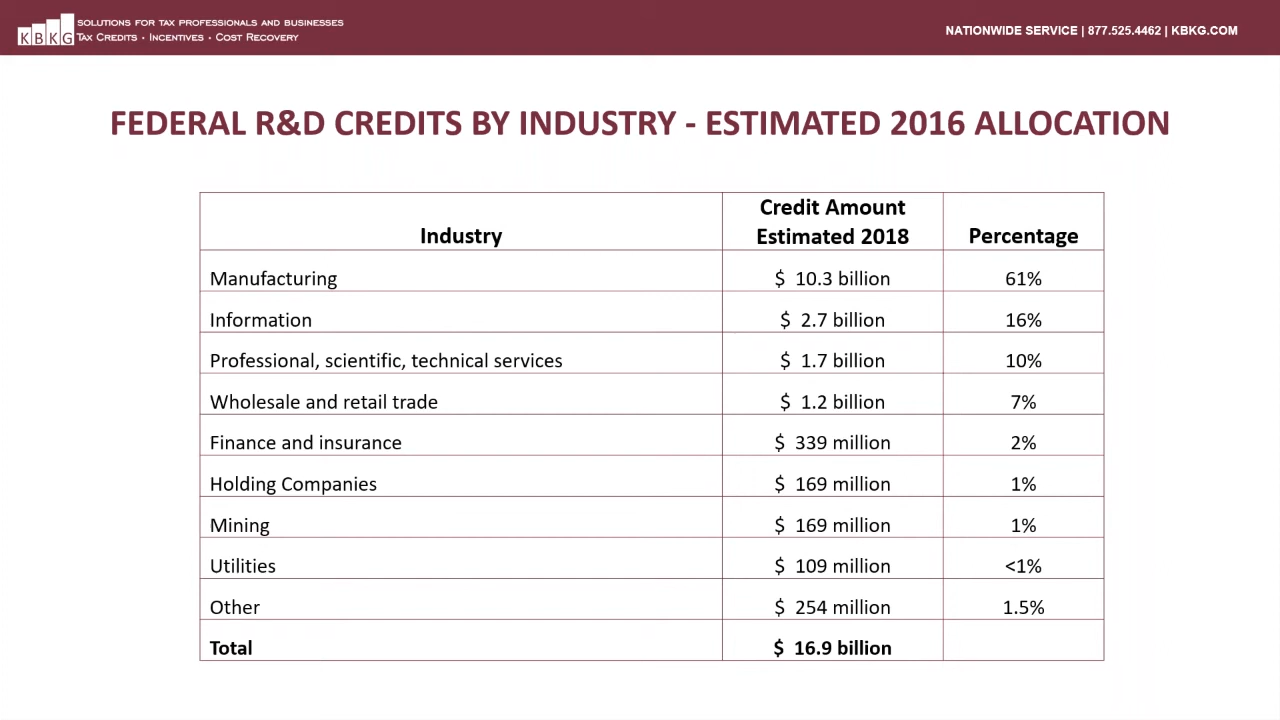 KBKG
SOLUTIONS FOR TAX PROFESSIONALS AND BUSINESSES
TAX CREDITS · INCENTIVES · COST RECOVERY
NATIONWIDE SERVICE | 877.525.4462 | KBKG.COM
FEDERAL R&D CREDITS BY INDUSTRY - ESTIMATED 2016 ALLOCATION
Industry Credit Amount Estimated 2018 Percentage
Manufacturing $ 10.3 billion 61%
Information $ 2.7 billion 16%
Professional, scientific, technical services $ 1.7 billion 10%
Wholesale and retail trade $ 1.2 billion 7%
Finance and insurance $ 339 million 2%
Holding Companies $ 169 million 1%
Mining $ 169 million 1%
Utilities $ 109 million <1%
Other $ 254 million 1.5%
Total $ 16.9 billion